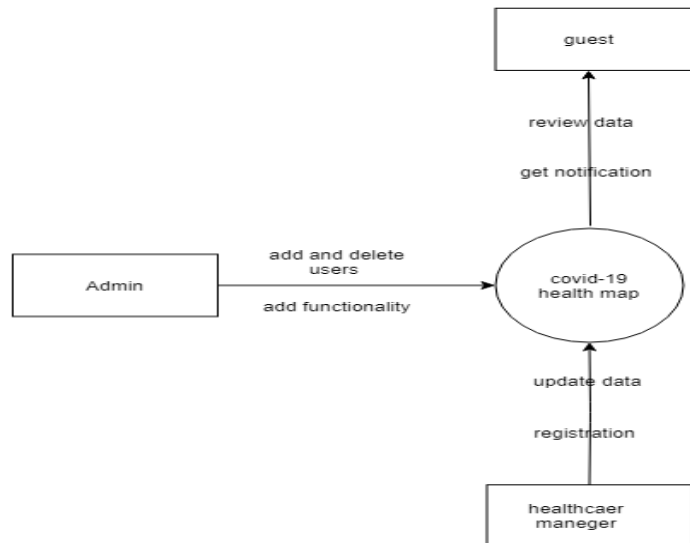 guest
review data
get notification
add and delete
users
Admin
covid-19
health map
add functionality
update data
registration
healthcaer
maneger